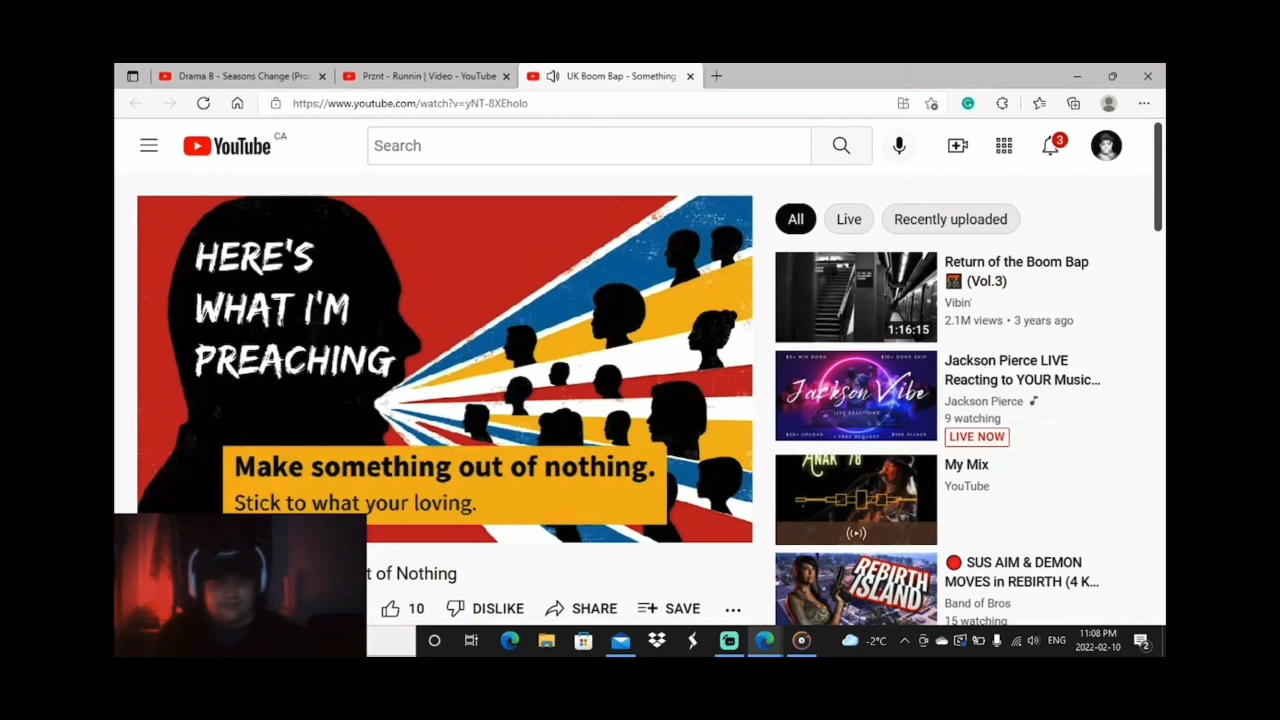 Drama B - Seasons Change (Pro
Prznt - Runnin | Video - YouTube
UK Boom Bap - Something
https://www.youtube.com/watch?v=yNT-8XEholo
YouTube CA
Search
3
HERE'S
WHAT I'M
PREACHING
Make something out of nothing.
Stick to what your loving.
t of Nothing
10
DISLIKE
SHARE
SAVE
All
Live
Recently uploaded
1:16:15
Return of the Boom Bap
(Vol.3)
Vibin'
2.1M views • 3 years ago
Jackson Vibe
LIVE REACTIONS
Jackson Pierce LIVE
Reacting to YOUR Music...
Jackson Pierce
9 watching
LIVE NOW
ANAK '78
My Mix
YouTube
REBIRTH
ISLAND
SUS AIM & DEMON
MOVES in REBIRTH (4 K...
Band of Bros
15 watching
-2°C
ENG
11:08 PM
2022-02-10
2